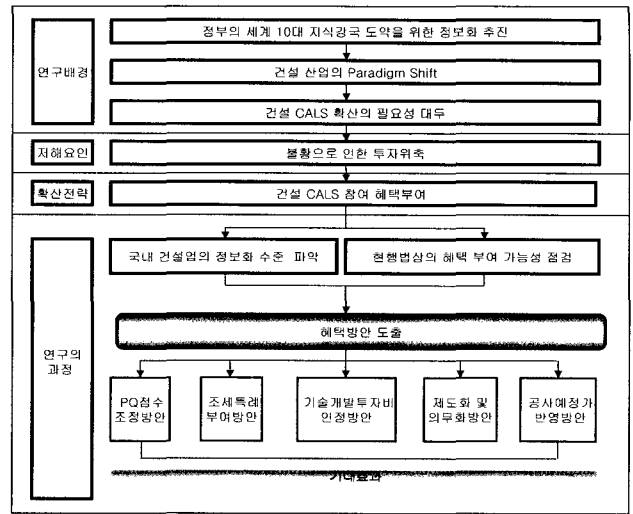 정부의 세계 10대 지식강국 도약을 위한 정보화 추진
연구배경
건설 산업의 Paradigm Shift
건설 CALS 확산의 필요성 대두
저해요인
불황으로 인한 투자위축
확산전략
건설 CALS 참여 혜택부여
국내 건설업의 정보화 수준 파악
현행법상의 혜택 부여 가능성 점검
혜택방안 도출
연구의
과정
PQ점수
조정방안
조세특례
부여방안
기술개발투자비
인정방안
제도화 및
의무화방안
공사예정가
반영방안
기대효과